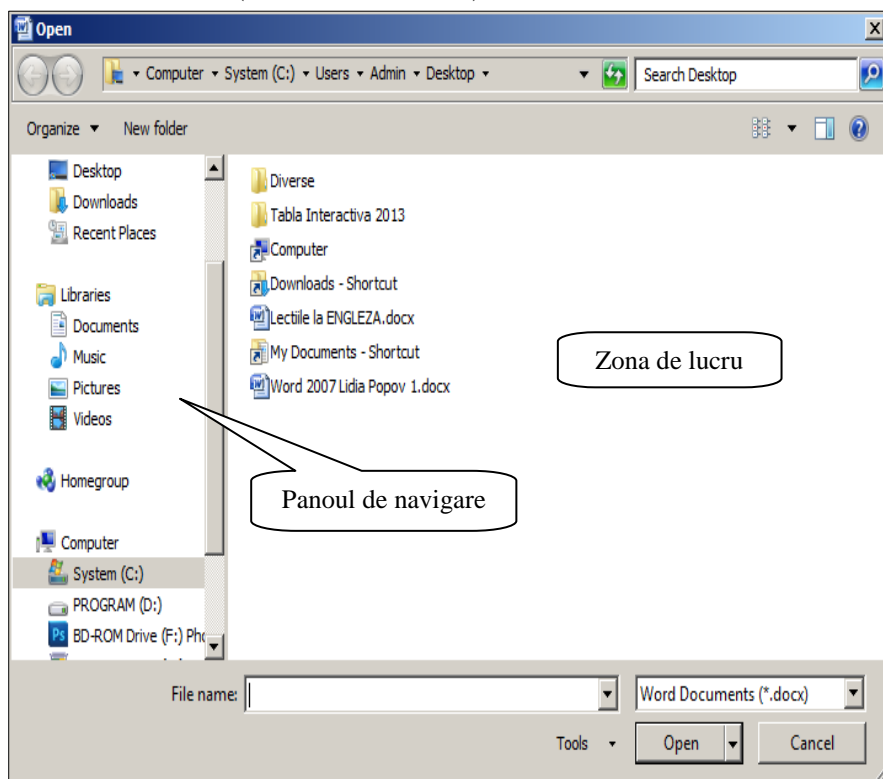 Open
Computer System (C:) Users Admin Desktop Search Desktop
Organize New folder
Desktop
Downloads
Recent Places
Libraries
Documents
Music
Pictures
Videos
Homegroup
Computer
System (C:)
PROGRAM (D:)
BD-ROM Drive (F:)
Diverse
Tabla Interactiva 2013
Computer
Downloads - Shortcut
Lectiile la ENGLEZA.docx
My Documents - Shortcut
Word 2007 Lidia Popov 1.docx
Zona de lucru
Panoul de navigare
File name: Word Documents (*.docx)
Tools Open Cancel